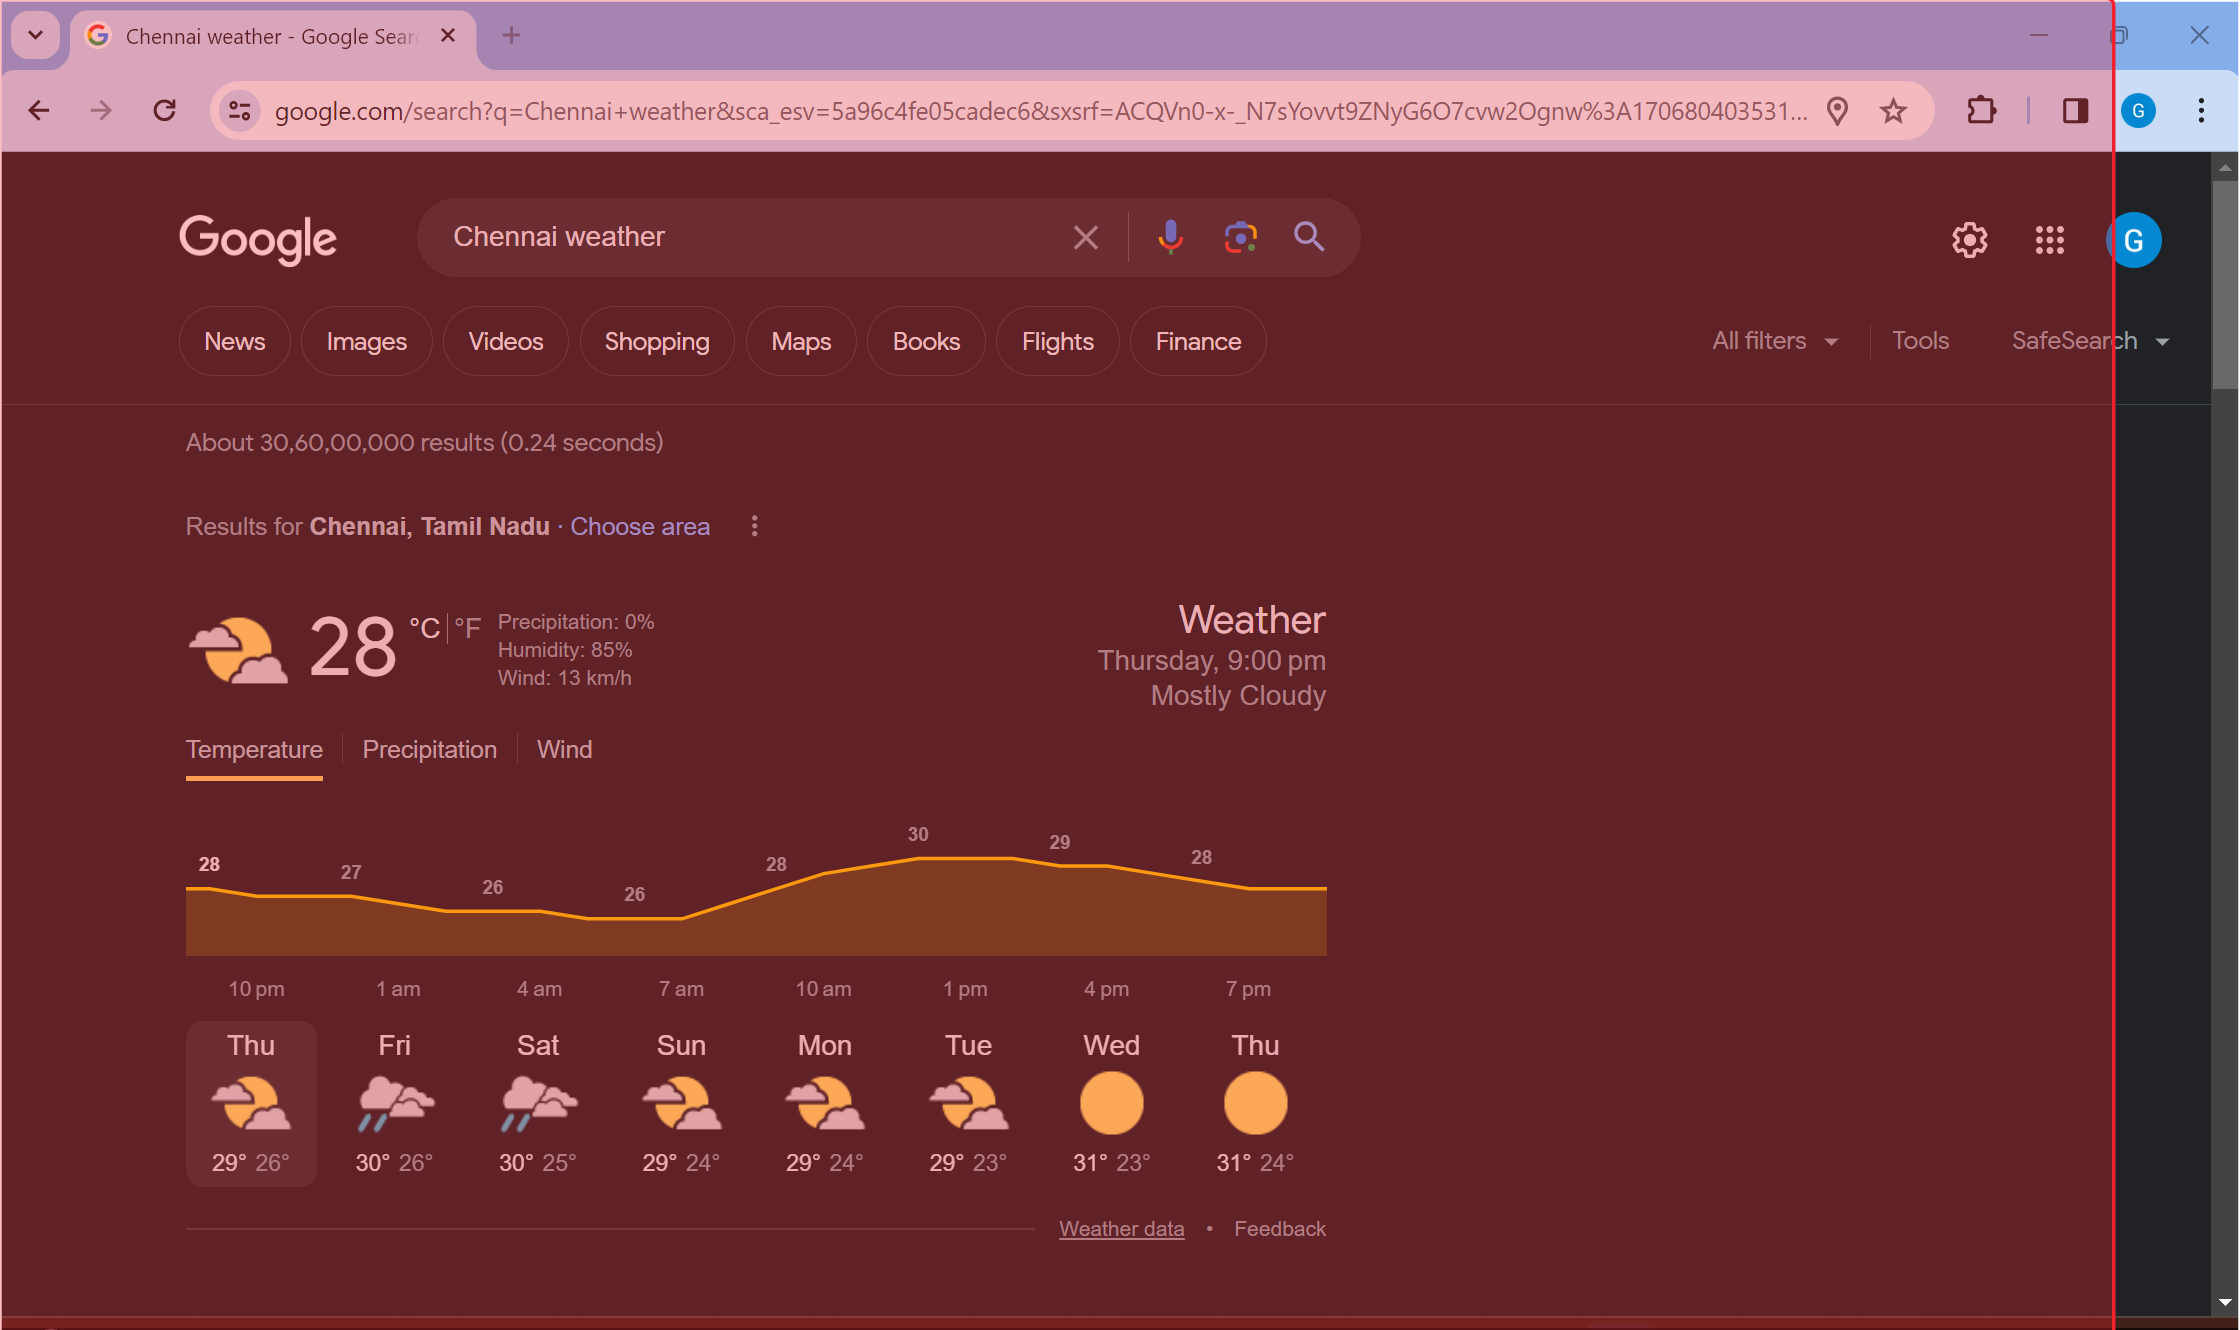 Chennai weather - Google Sear
google.com/search?q=Chennai+weather&sca_esv=5a96c4fe05cadec6&sxsrf=ACQVn0-x-_N7sYovvt9ZNyG6O7cvw2Ognw%3A170680403531...
G
Google
Chennai weather
G
News
Images
Videos
Shopping
Maps
Books
Flights
Finance
All filters
Tools
SafeSearch
About 30,60,00,000 results (0.24 seconds)
Results for Chennai, Tamil Nadu · Choose area
28 °C | °F
Precipitation: 0%
Humidity: 85%
Wind: 13 km/h
Weather
Thursday, 9:00 pm
Mostly Cloudy
Temperature
Precipitation
Wind
28 27 26 26 28 30 29 28
10 pm 1 am 4 am 7 am 10 am 1 pm 4 pm 7 pm
Thu Fri Sat Sun Mon Tue Wed Thu
29° 26° 30° 26° 30° 25° 29° 24° 29° 24° 29° 23° 31° 23° 31° 24°
Weather data • Feedback